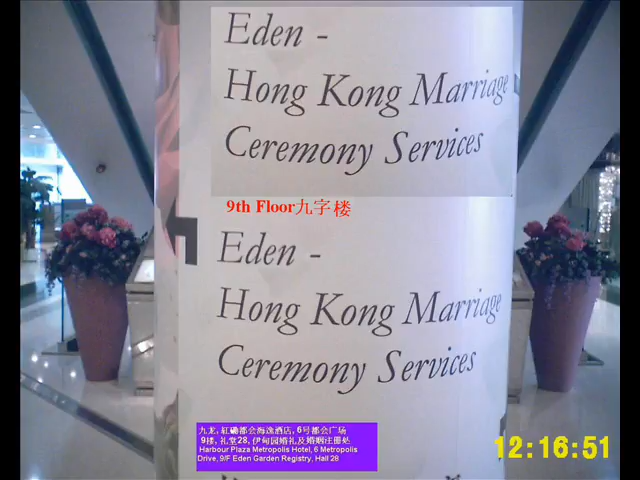 Eden -
Hong Kong Marriage
Ceremony Services
9th Floor九字楼
Eden -
Hong Kong Marriage
Ceremony Services
九龙, 红磡都会海逸酒店, 6号都会广场
9楼, 礼堂28, 伊甸园婚礼及婚姻注册处
Harbour Plaza Metropolis Hotel, 6 Metropolis
Drive, 9/F Eden Garden Registry, Hall 28
12:16:51